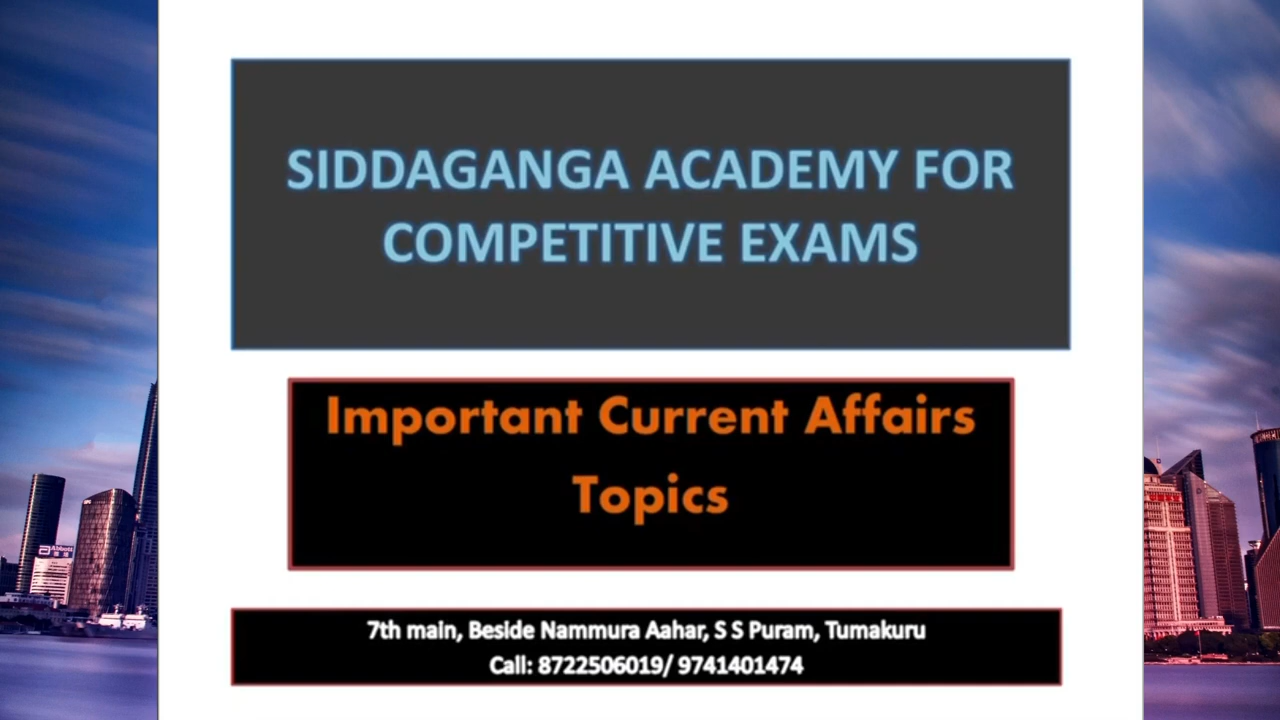 SIDDAGANGA ACADEMY FOR
COMPETITIVE EXAMS
Important Current Affairs
Topics
7th main, Beside Nammura Aahar, S S Puram, Tumakuru
Call: 8722506019/ 9741401474
Abbott